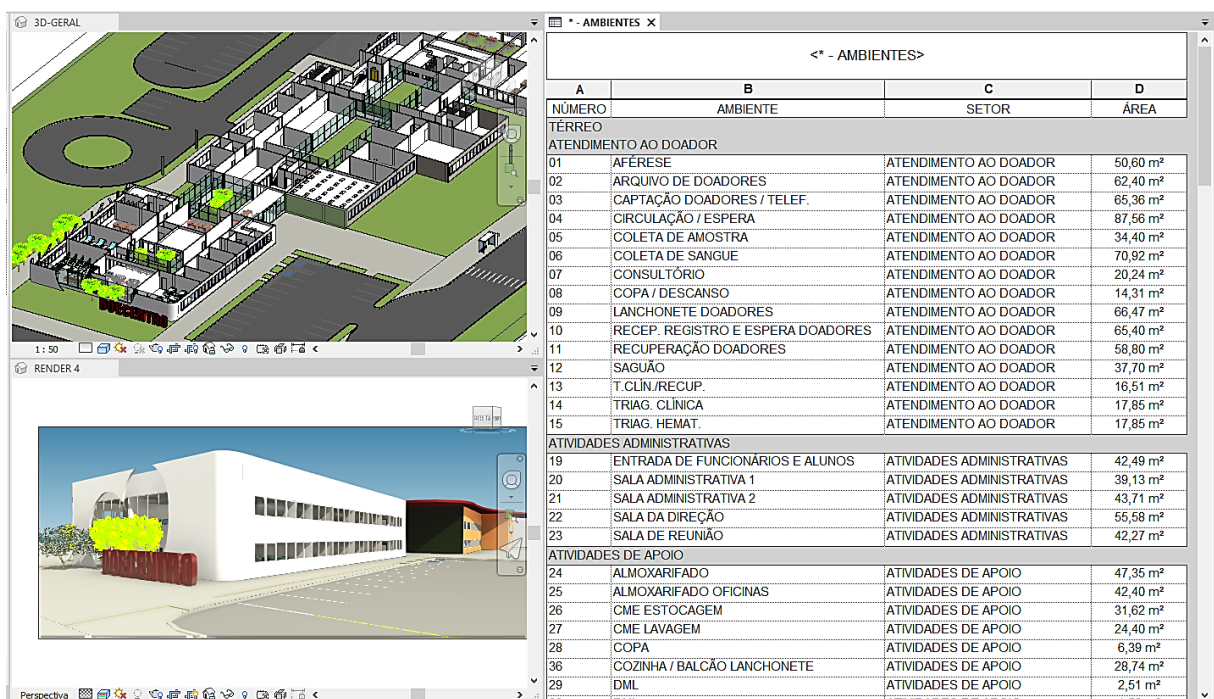 3D-GERAL
DOECENTRO
1 : 50
RENDER 4
Perspectiva
* - AMBIENTES
<* - AMBIENTES>
A B C D
NÚMERO AMBIENTE SETOR ÁREA
TÉRREO
ATENDIMENTO AO DOADOR
01 AFÉRESE ATENDIMENTO AO DOADOR 50,60 m²
02 ARQUIVO DE DOADORES ATENDIMENTO AO DOADOR 62,40 m²
03 CAPTAÇÃO DOADORES / TELEF. ATENDIMENTO AO DOADOR 65,36 m²
04 CIRCULAÇÃO / ESPERA ATENDIMENTO AO DOADOR 87,56 m²
05 COLETA DE AMOSTRA ATENDIMENTO AO DOADOR 34,40 m²
06 COLETA DE SANGUE ATENDIMENTO AO DOADOR 70,92 m²
07 CONSULTÓRIO ATENDIMENTO AO DOADOR 20,24 m²
08 COPA / DESCANSO ATENDIMENTO AO DOADOR 14,31 m²
09 LANCHONETE DOADORES ATENDIMENTO AO DOADOR 66,47 m²
10 RECEP. REGISTRO E ESPERA DOADORES ATENDIMENTO AO DOADOR 65,40 m²
11 RECUPERAÇÃO DOADORES ATENDIMENTO AO DOADOR 58,80 m²
12 SAGUÃO ATENDIMENTO AO DOADOR 37,70 m²
13 T.CLÍN./RECUP. ATENDIMENTO AO DOADOR 16,51 m²
14 TRIAG. CLÍNICA ATENDIMENTO AO DOADOR 17,85 m²
15 TRIAG. HEMAT. ATENDIMENTO AO DOADOR 17,85 m²
ATIVIDADES ADMINISTRATIVAS
19 ENTRADA DE FUNCIONÁRIOS E ALUNOS ATIVIDADES ADMINISTRATIVAS 42,49 m²
20 SALA ADMINISTRATIVA 1 ATIVIDADES ADMINISTRATIVAS 39,13 m²
21 SALA ADMINISTRATIVA 2 ATIVIDADES ADMINISTRATIVAS 43,71 m²
22 SALA DA DIREÇÃO ATIVIDADES ADMINISTRATIVAS 55,58 m²
23 SALA DE REUNIÃO ATIVIDADES ADMINISTRATIVAS 42,27 m²
ATIVIDADES DE APOIO
24 ALMOXARIFADO ATIVIDADES DE APOIO 47,35 m²
25 ALMOXARIFADO OFICINAS ATIVIDADES DE APOIO 42,40 m²
26 CME ESTOCAGEM ATIVIDADES DE APOIO 31,62 m²
27 CME LAVAGEM ATIVIDADES DE APOIO 24,40 m²
28 COPA ATIVIDADES DE APOIO 6,39 m²
36 COZINHA / BALCÃO LANCHONETE ATIVIDADES DE APOIO 28,74 m²
29 DML ATIVIDADES DE APOIO 2,51 m²